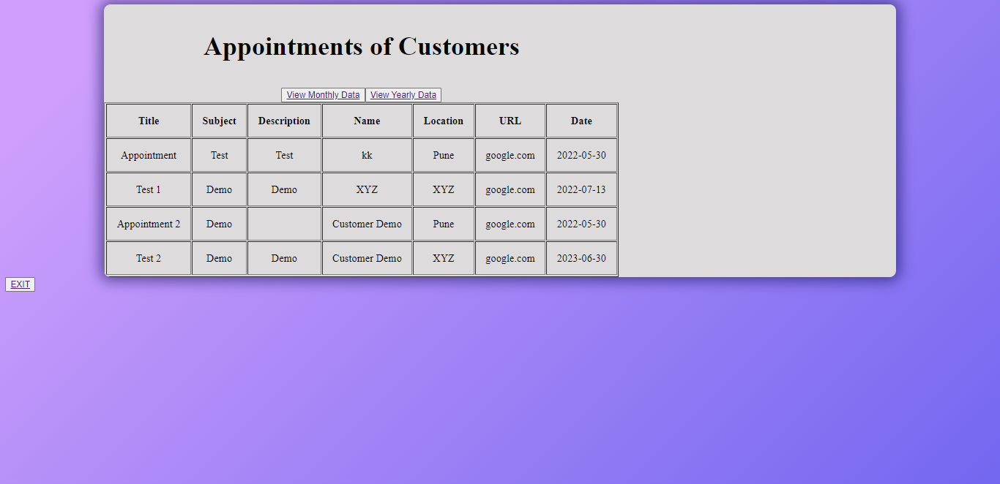 Appointments of Customers
View Monthly Data View Yearly Data
Title Subject Description Name Location URL Date
Appointment Test Test kk Pune google.com 2022-05-30
Test 1 Demo Demo XYZ XYZ google.com 2022-07-13
Appointment 2 Demo Customer Demo Pune google.com 2022-05-30
Test 2 Demo Demo Customer Demo XYZ google.com 2023-06-30
EXIT